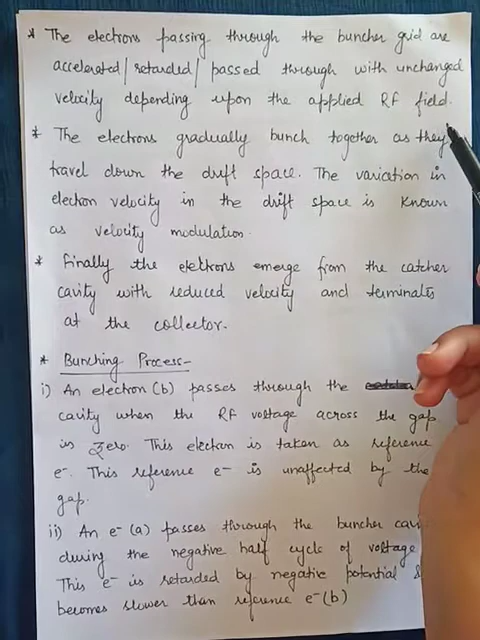 * The electrons passing through the buncher grid are
accelerated/retarded/passed through with unchanged
velocity depending upon the applied RF field.
* The electrons gradually bunch together as they
travel down the drift space. The variation in
electron velocity in the drift space is known
as velocity modulation.
* Finally the elektrons emerge from the catcher
cavity with reduced velocity and terminates
at the collector.
* Bunching Process-
i) An electron (b) passes through the
cavity when the RF voltage across the gap
is zero. This electron is taken as reference
e-. This reference e- is unaffected by the
gap.
ii) An e- (a) passes through the buncher
during the negative half cycle of voltage
This e- is retarded by negative potential &
becomes slower than reference e-(b)